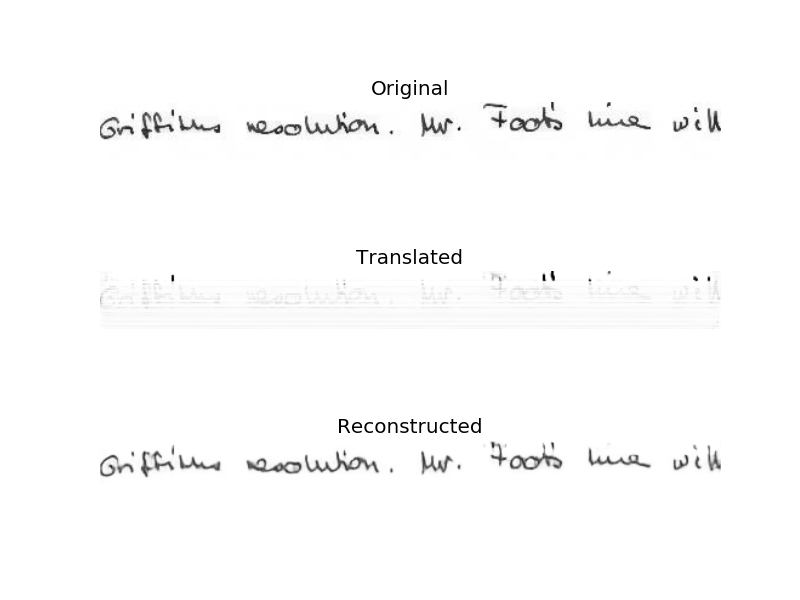 Original
Griffiths resolution. Mr. Foot's line will
Translated
Griffiths resolution. Mr. Foot's line will
Reconstructed
Griffiths resolution. Mr. Foot's line will